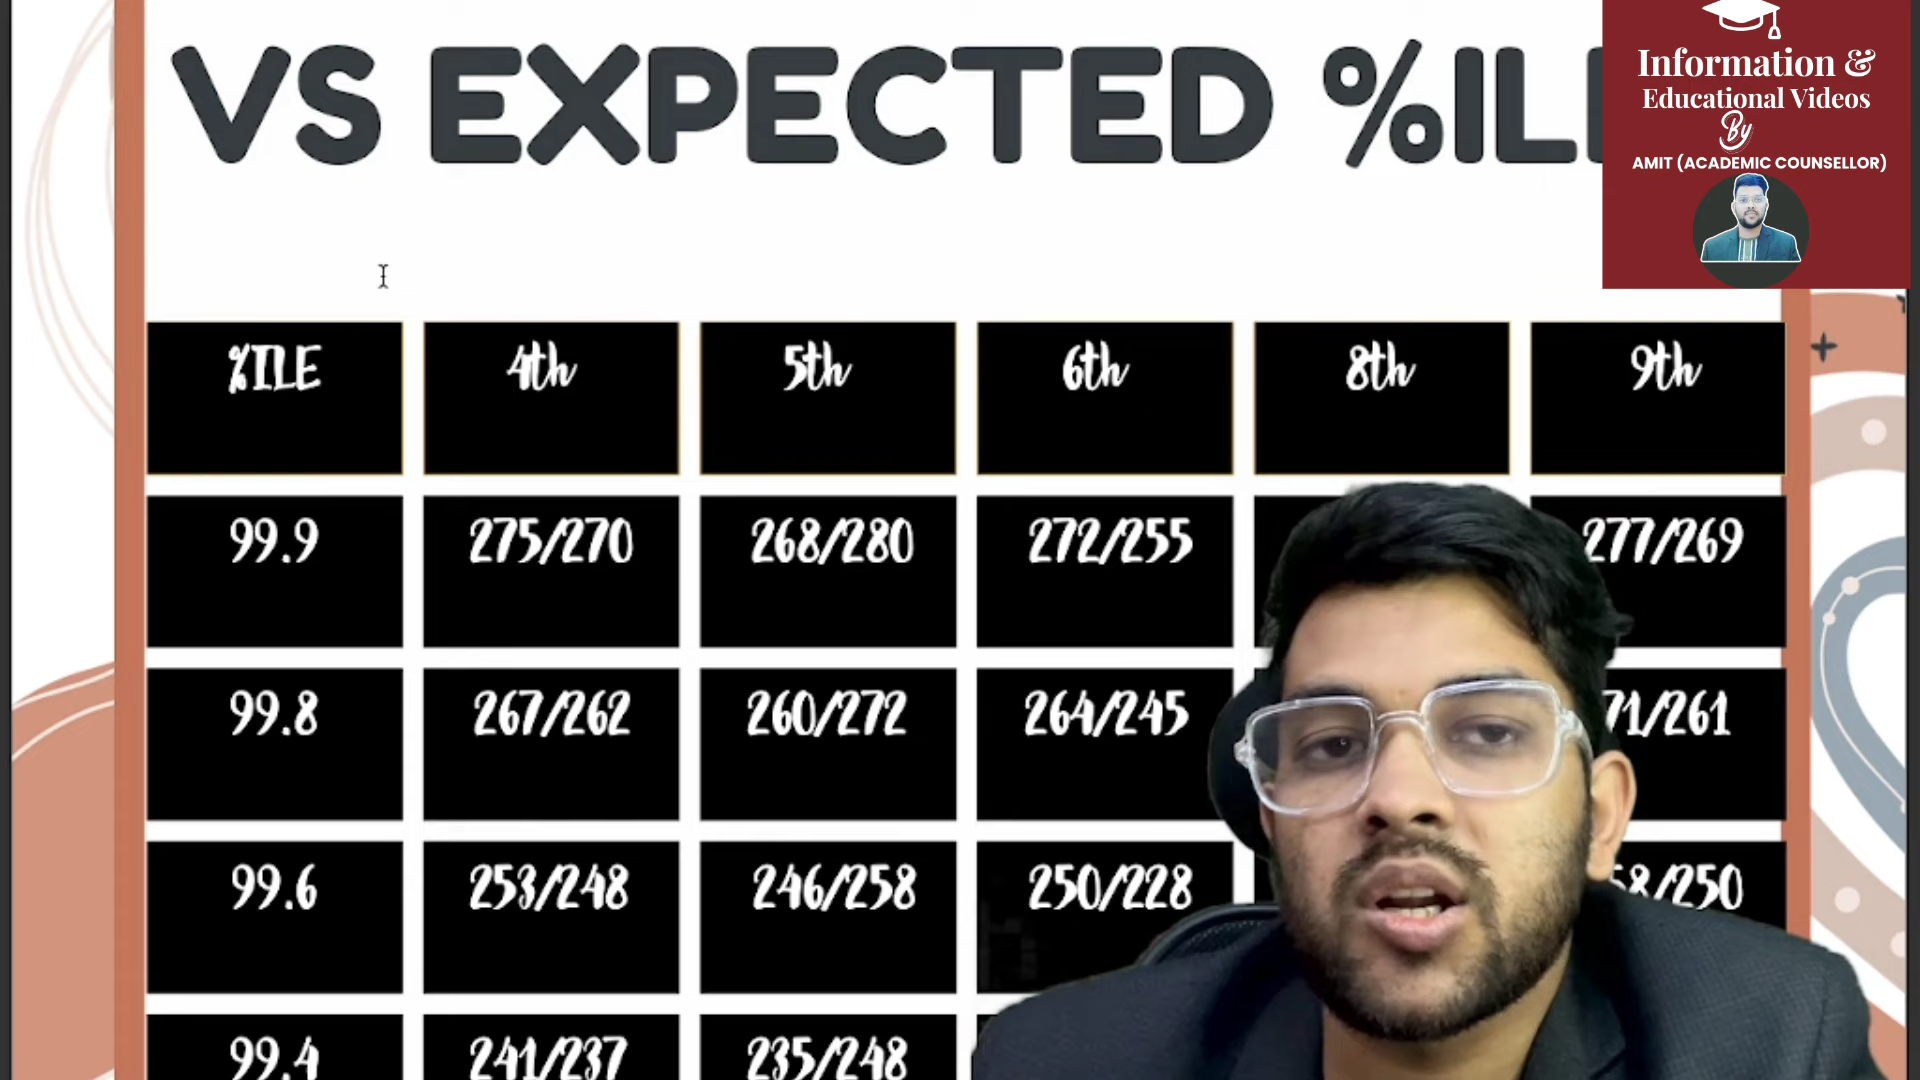 VS EXPECTED
Information &
Educational Videos
By
AMIT (ACADEMIC COUNSELLOR)
%ILE 4th 5th 6th 8th 9th
99.9 275/270 268/280 272/255 277/269
99.8 267/262 260/272 264/245
99.6 253/248 246/258 250/228
99.4 241/237 235/248